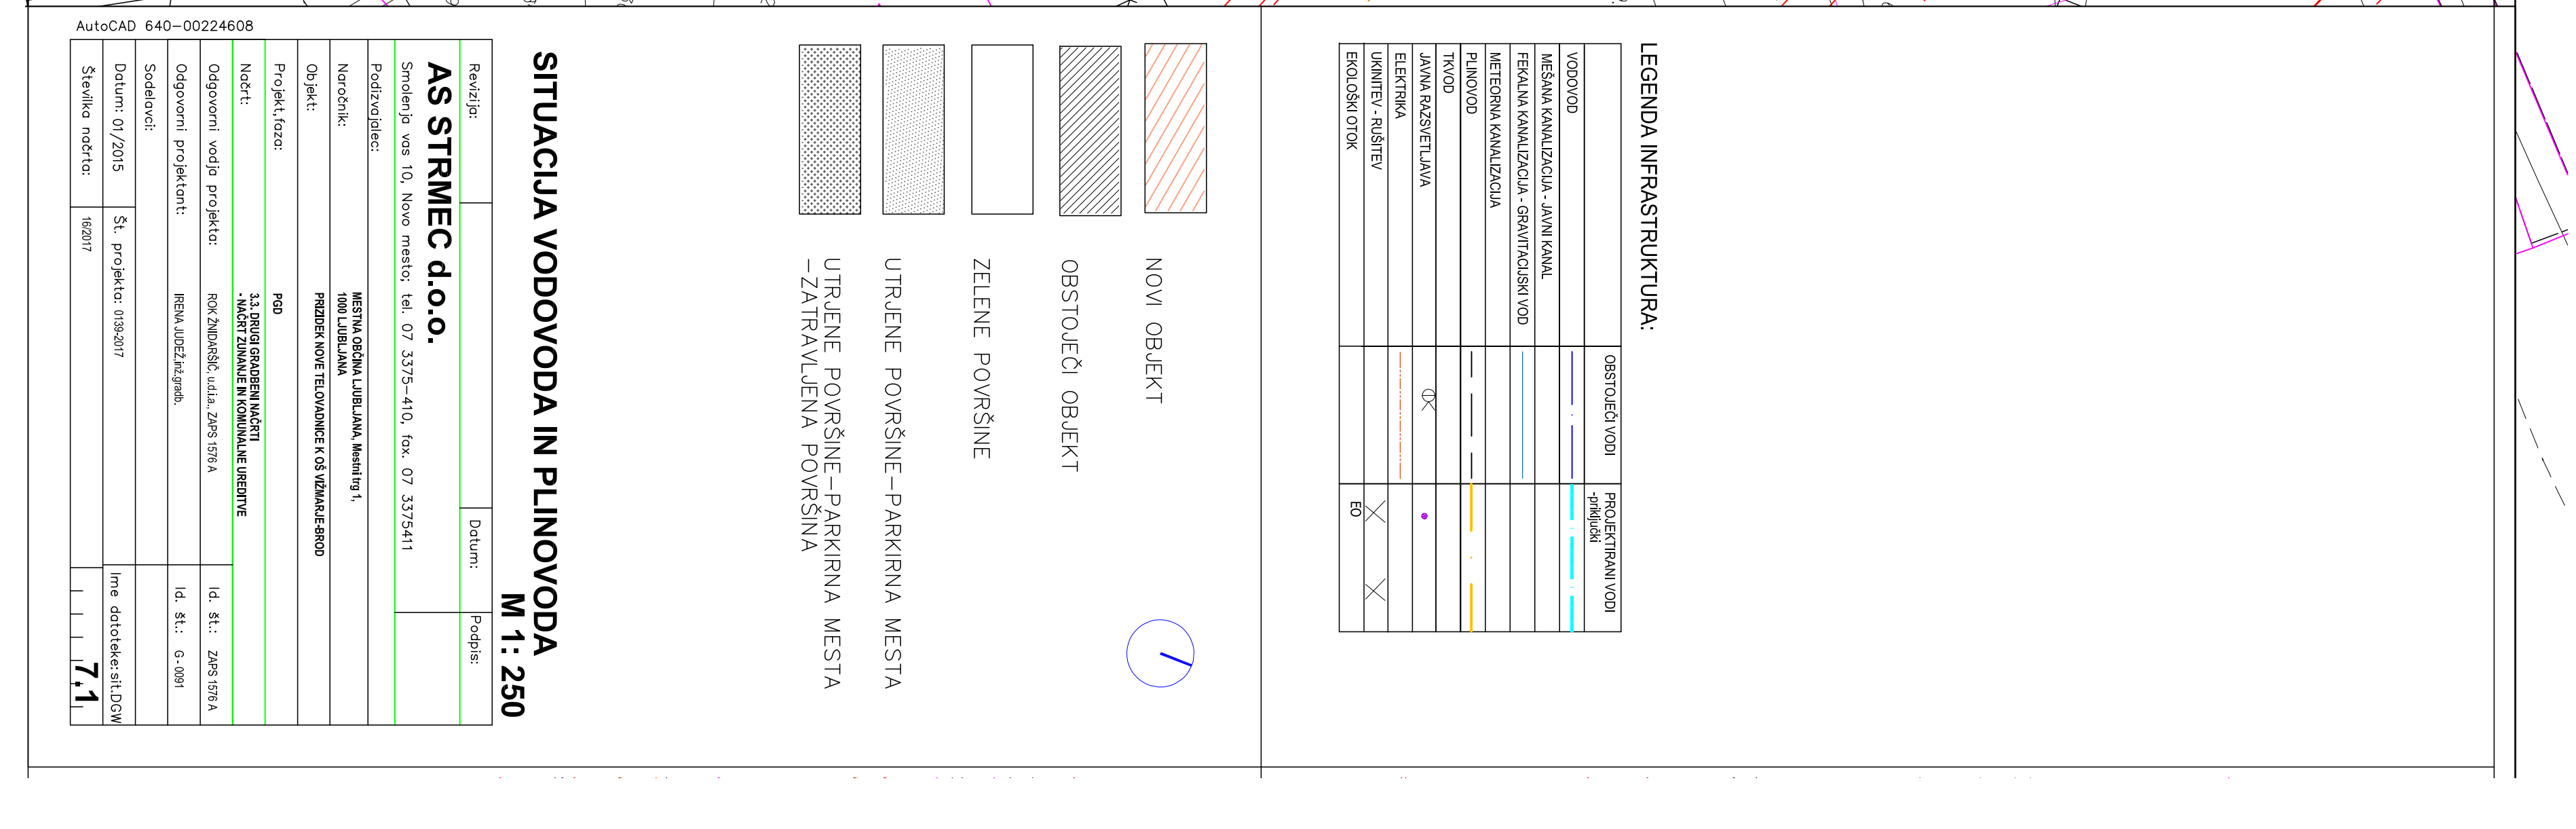 AutoCAD 640-00224608
LEGENDA INFRASTRUKTURA:
OBSTOJEČI VODI
PROJEKTIRANI VODI
-priključki
VODOVOD
MEŠANA KANALIZACIJA - JAVNI KANAL
FEKALNA KANALIZACIJA - GRAVITACIJSKI VOD
METEORNA KANALIZACIJA
PLINOVOD
TKVOD
JAVNA RAZSVETLJAVA
ELEKTRIKA
UKINITEV - RUŠITEV
EKOLOŠKI OTOK
EO
NOVI OBJEKT
OBSTOJEČI OBJEKT
ZELENE POVRŠINE
UTRJENE POVRŠINE-PARKIRNA MESTA
UTRJENE POVRŠINE-PARKIRNA MESTA
-ZATRAVLJENA POVRŠINA
SITUACIJA VODOVODA IN PLINOVODA
M 1: 250
Revizija:
Datum:
Podpis:
AS STRMEC d.o.o.
Smolenja vas 10, Novo mesto; tel. 07 3375-410, fax. 07 3375411
Podizvajalec:
Naročnik:
MESTNA OBČINA LJUBLJANA, Mestni trg 1,
1000 LJUBLJANA
Objekt:
PRIZIDEK NOVE TELOVADNICE K OŠ VIŽMARJE-BROD
Projekt,faza:
PGD
Načrt:
3.3. DRUGI GRADBENI NAČRTI
- NAČRT ZUNANJE IN KOMUNALNE UREDITVE
Odgovorni vodja projekta:
ROK ŽNIDARŠIČ, u.d.i.a., ZAPS 1576 A
Id. št.: ZAPS 1576 A
Odgovorni projektant:
IRENA JUDEŽ,inž.gradb.
Id. št.: G - 0091
Sodelavci:
Datum: 01/2015
Št. projekta: 0139-2017
Ime datoteke:sit.DGW
Številka načrta:
16/2017
7.1